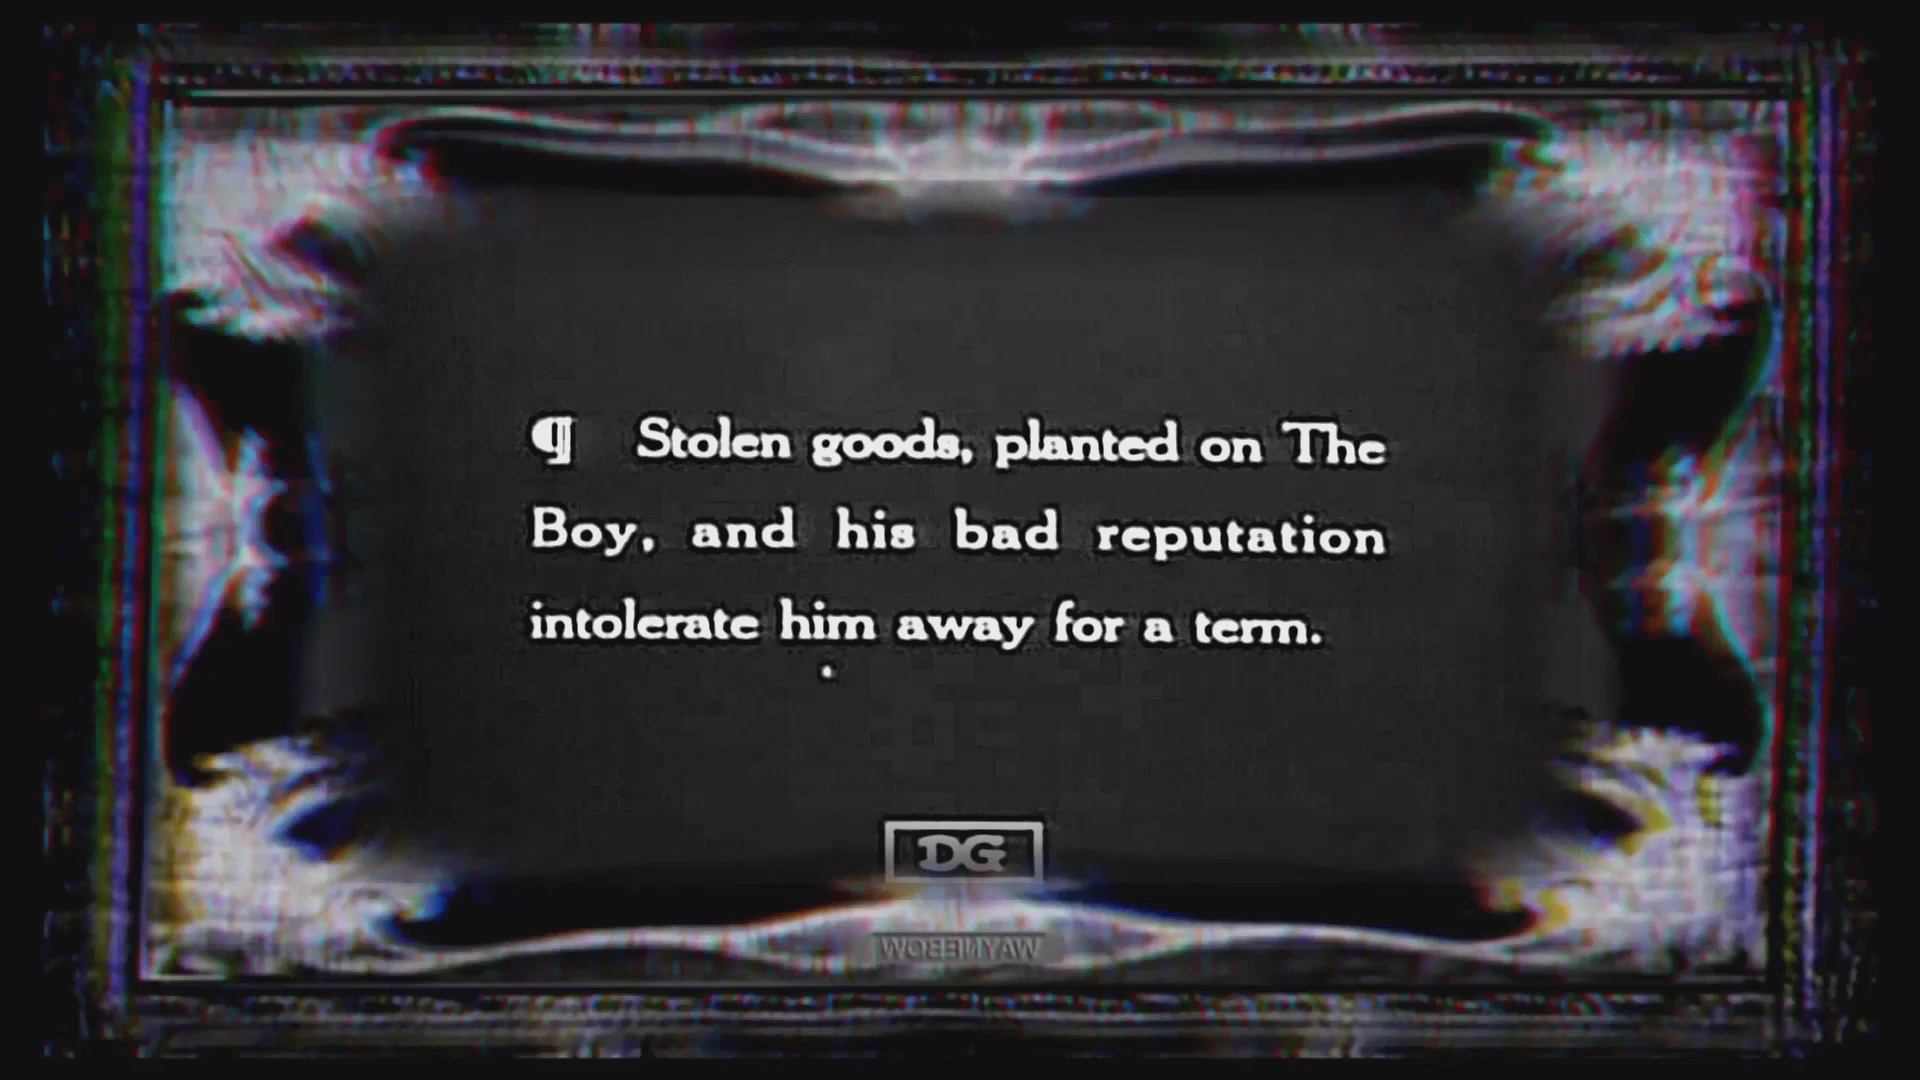 ¶ Stolen goods, planted on The
Boy, and his bad reputation
intolerate him away for a term.
DG